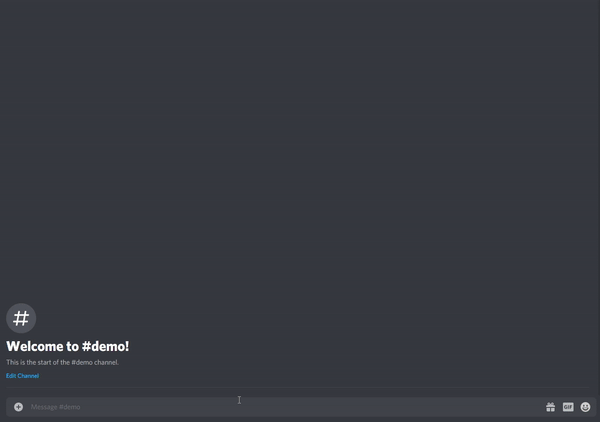 #
Welcome to #demo!
This is the start of the #demo channel.
Edit Channel
Message #demo
GIF